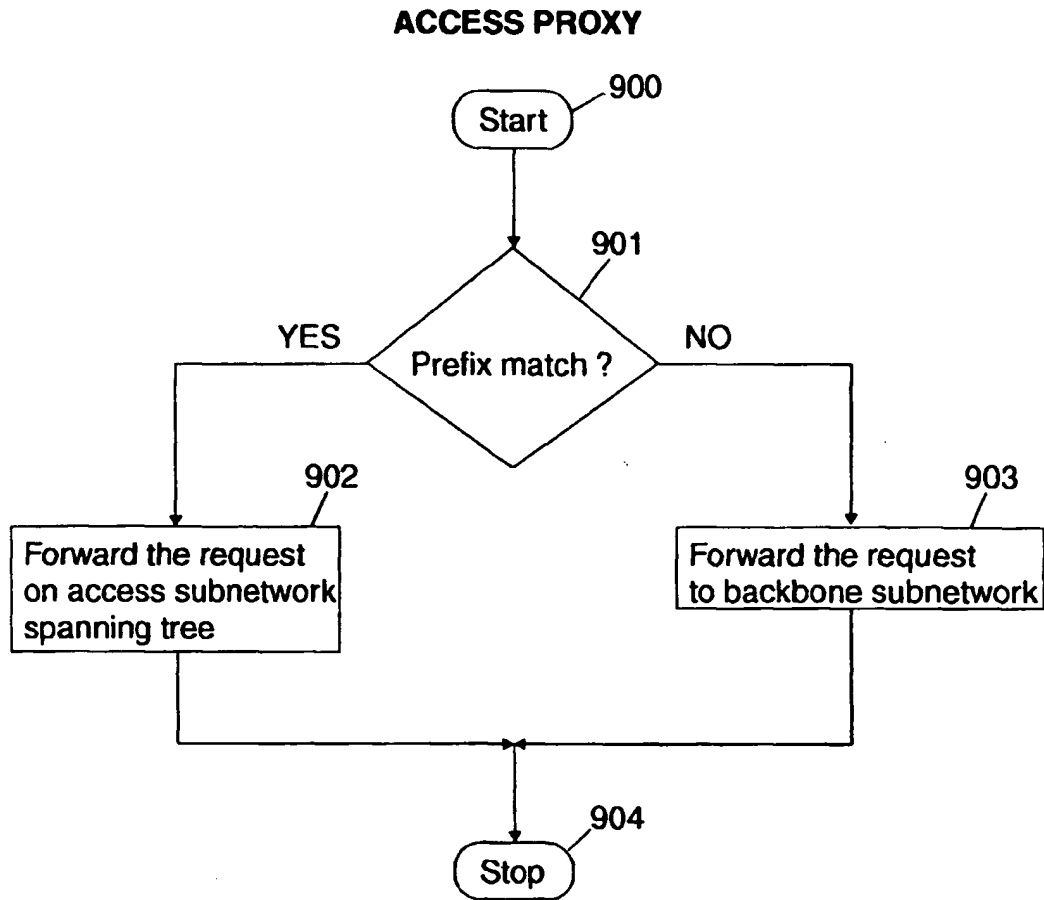 ACCESS PROXY
900
Start
901
YES
NO
Prefix match ?
902
903
Forward the request
on access subnetwork
spanning tree
Forward the request
to backbone subnetwork
904
Stop